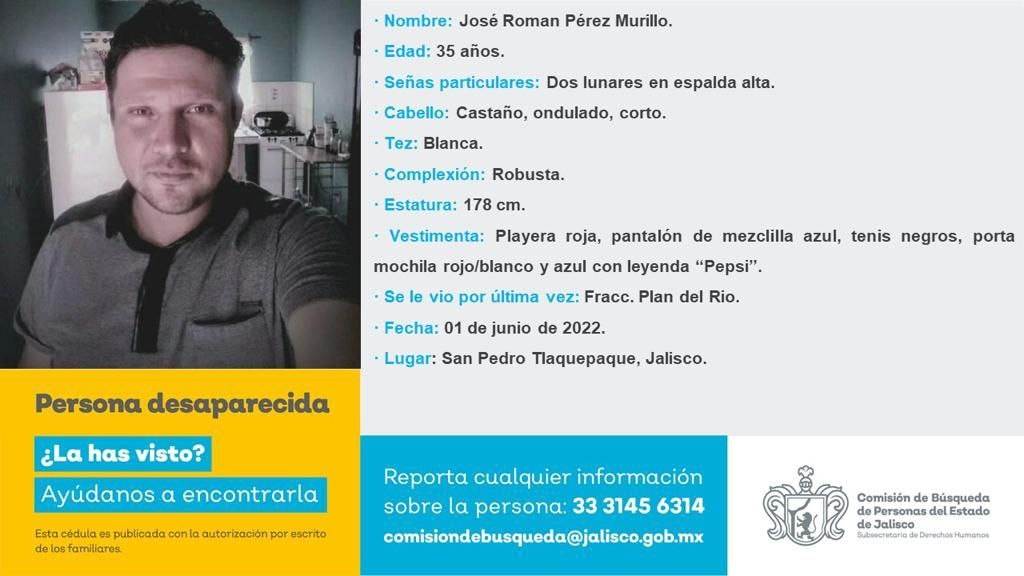 · Nombre: José Roman Pérez Murillo.
· Edad: 35 años.
· Señas particulares: Dos lunares en espalda alta.
· Cabello: Castaño, ondulado, corto.
· Tez: Blanca.
· Complexión: Robusta.
· Estatura: 178 cm.
· Vestimenta: Playera roja, pantalón de mezclilla azul, tenis negros, porta
mochila rojo/blanco y azul con leyenda “Pepsi”.
· Se le vio por última vez: Fracc. Plan del Rio.
· Fecha: 01 de junio de 2022.
· Lugar: San Pedro Tlaquepaque, Jalisco.
Persona desaparecida
¿La has visto?
Ayúdanos a encontrarla
Esta cédula es publicada con la autorización por escrito
de los familiares.
Reporta cualquier información
sobre la persona: 33 3145 6314
comisiondebusqueda@jalisco.gob.mx
Comisión de Búsqueda
de Personas del Estado
de Jalisco
Subsecretaría de Derechos Humanos